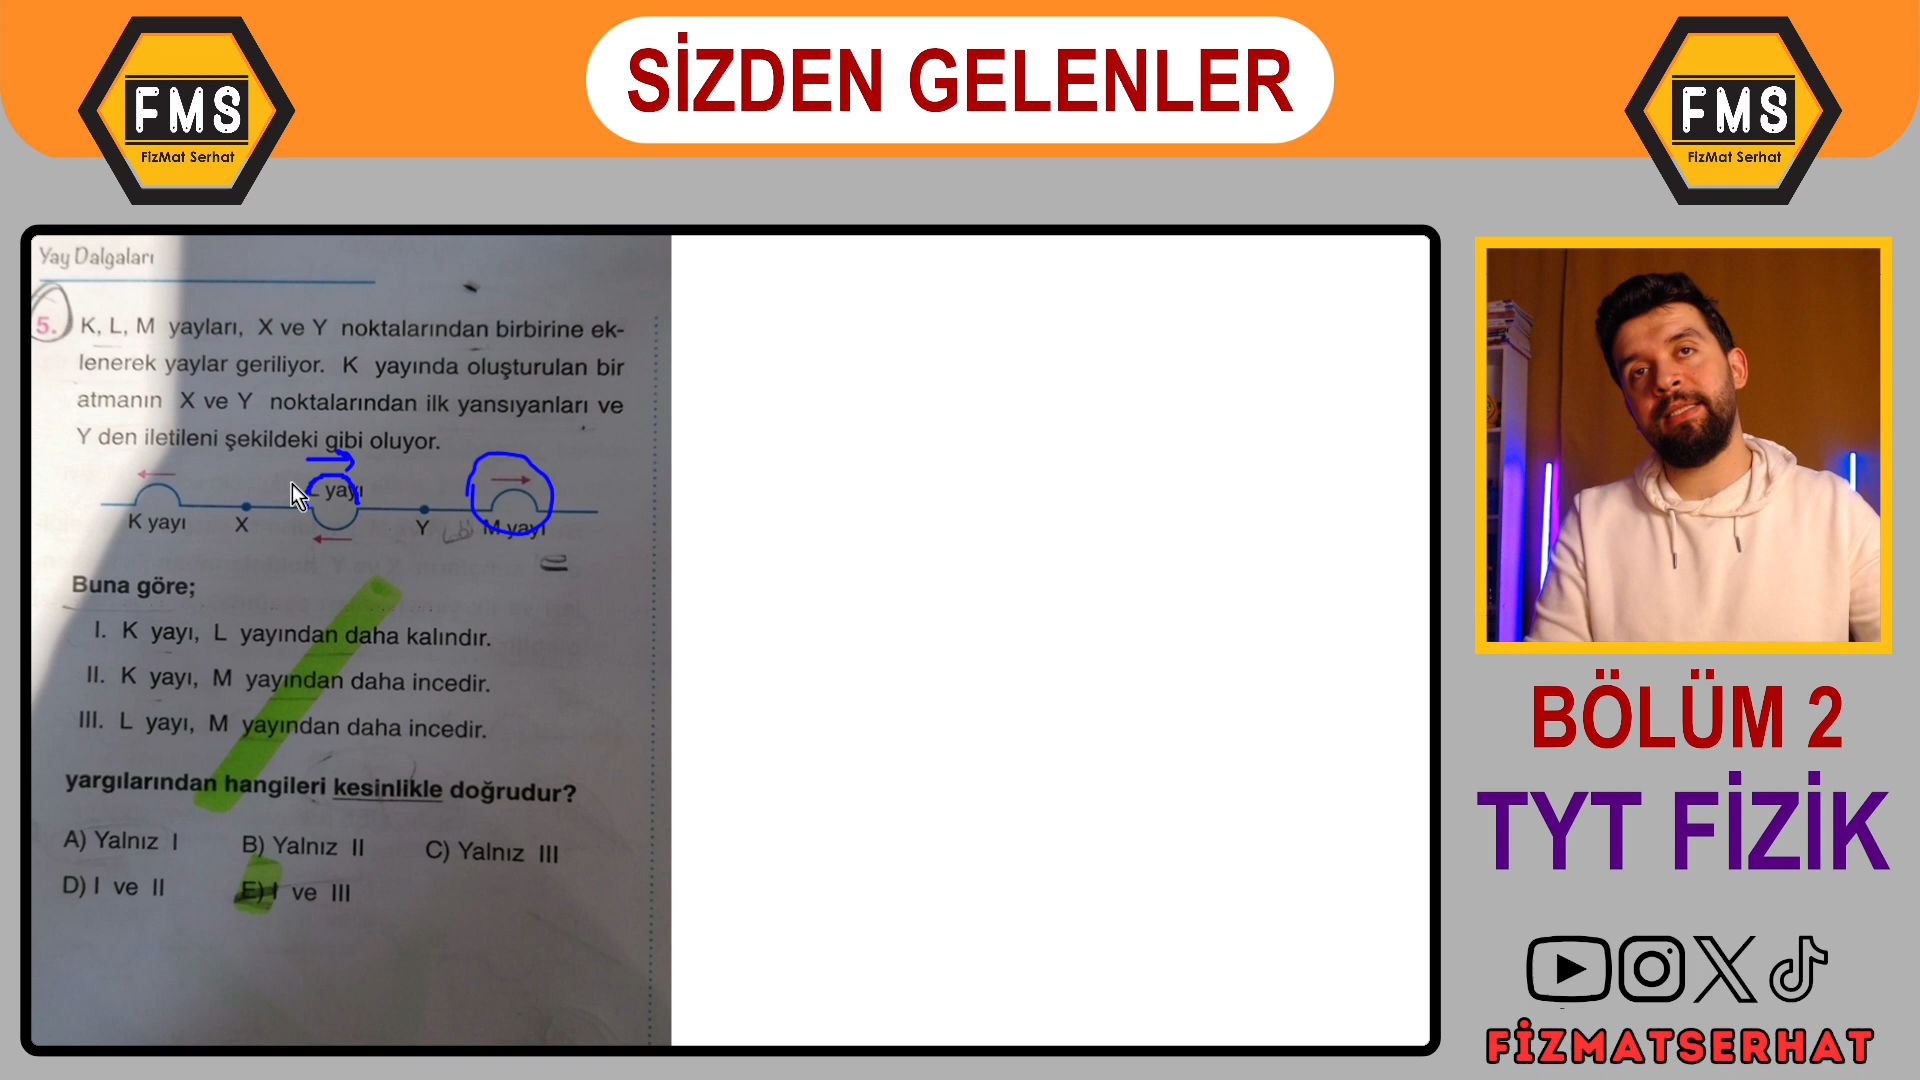 SİZDEN GELENLER
FMS
FizMat Serhat
FMS
FizMat Serhat
Yay Dalgaları
5. K, L, M yayları, X ve Y noktalarından birbirine ek-
lenerek yaylar geriliyor. K yayında oluşturulan bir
atmanın X ve Y noktalarından ilk yansıyanları ve
Y den iletileni şekildeki gibi oluyor.
K yayı
X
L yayı
Y
M yayı
Buna göre;
I. K yayı, L yayından daha kalındır.
II. K yayı, M yayından daha incedir.
III. L yayı, M yayından daha incedir.
yargılarından hangileri kesinlikle doğrudur?
A) Yalnız I
B) Yalnız II
C) Yalnız III
D) I ve II
E) I ve III
BÖLÜM 2
TYT FİZİK
FİZMATSERHAT